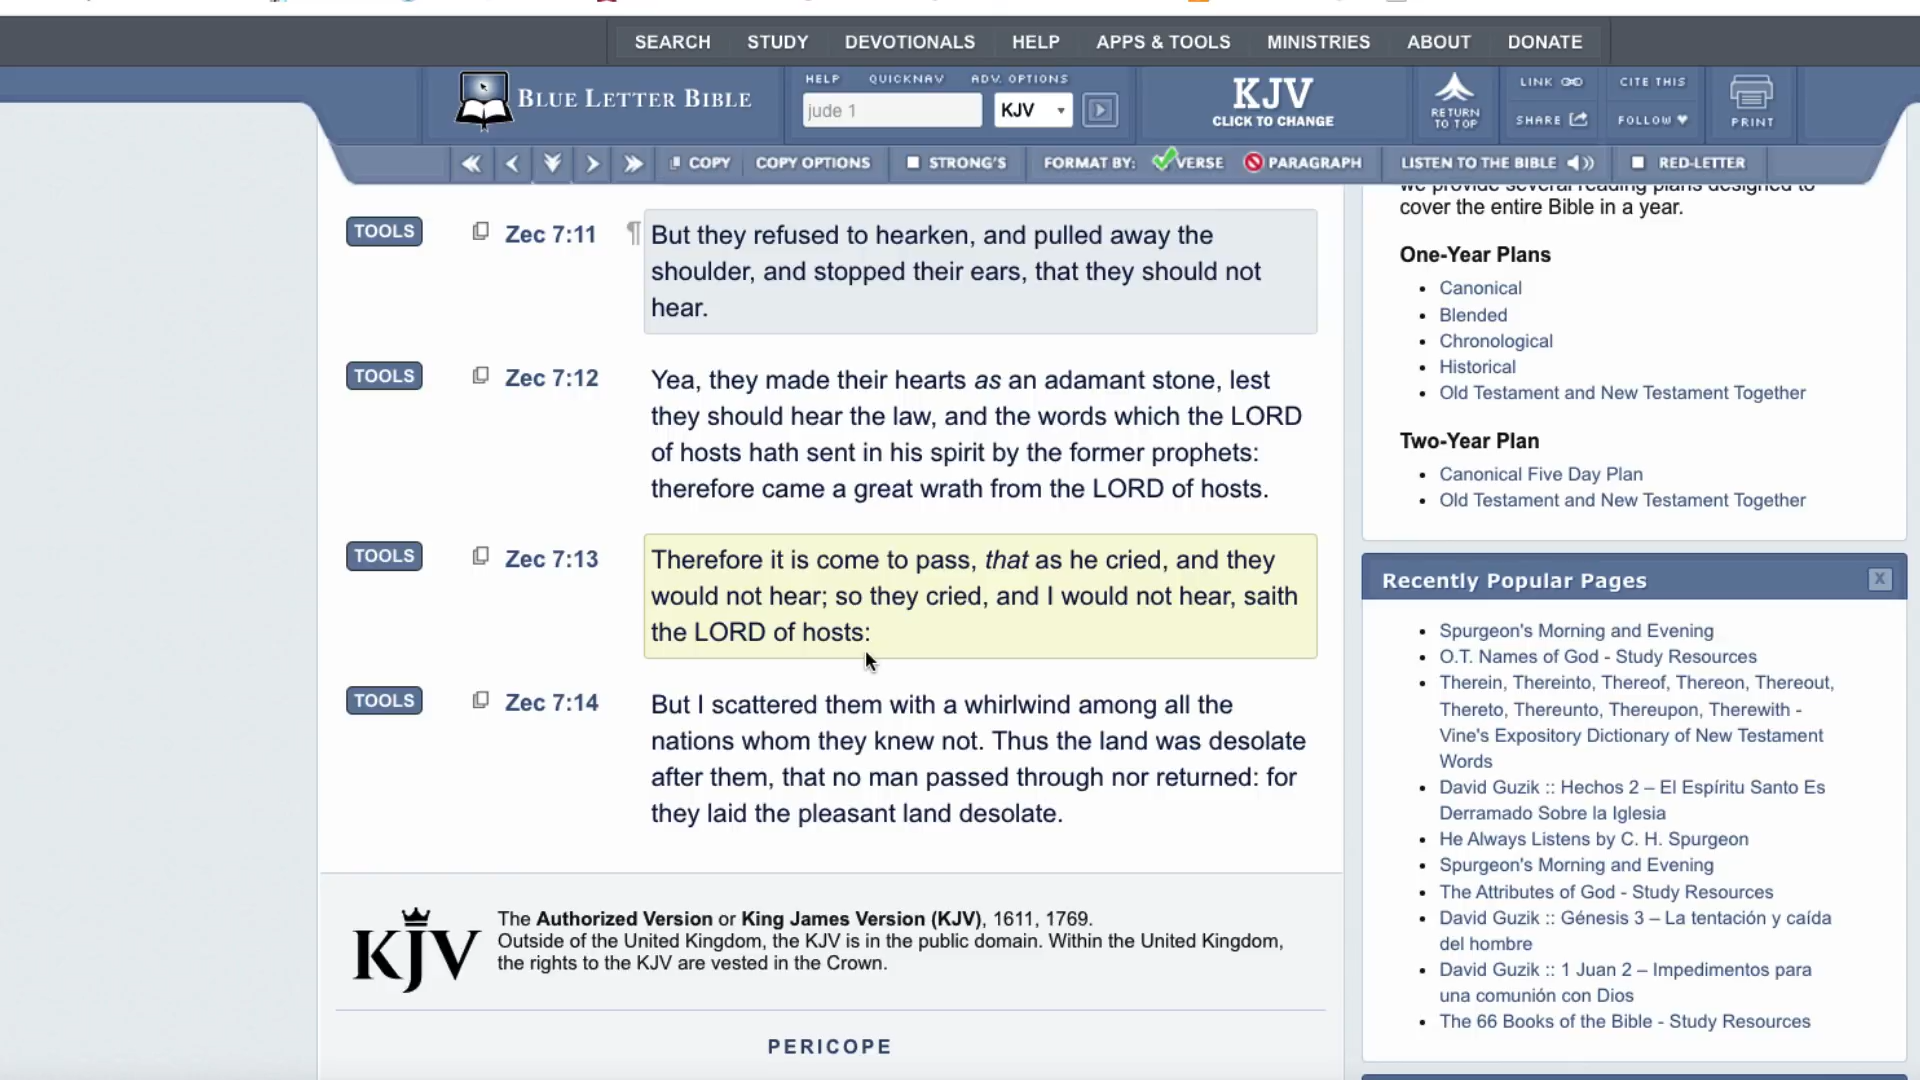 SEARCH STUDY DEVOTIONALS HELP APPS & TOOLS MINISTRIES ABOUT DONATE
BLUE LETTER BIBLE
HELP QUICKNAV ADV. OPTIONS
jude 1 KJV
KJV
CLICK TO CHANGE
RETURN
TO TOP
LINK
SHARE
CITE THIS
FOLLOW
PRINT
COPY COPY OPTIONS STRONG'S FORMAT BY: VERSE PARAGRAPH LISTEN TO THE BIBLE RED-LETTER
TOOLS Zec 7:11 ¶ But they refused to hearken, and pulled away the
shoulder, and stopped their ears, that they should not
hear.
TOOLS Zec 7:12 Yea, they made their hearts as an adamant stone, lest
they should hear the law, and the words which the LORD
of hosts hath sent in his spirit by the former prophets:
therefore came a great wrath from the LORD of hosts.
TOOLS Zec 7:13 Therefore it is come to pass, that as he cried, and they
would not hear; so they cried, and I would not hear, saith
the LORD of hosts:
TOOLS Zec 7:14 But I scattered them with a whirlwind among all the
nations whom they knew not. Thus the land was desolate
after them, that no man passed through nor returned: for
they laid the pleasant land desolate.
KJV
The Authorized Version or King James Version (KJV), 1611, 1769.
Outside of the United Kingdom, the KJV is in the public domain. Within the United Kingdom,
the rights to the KJV are vested in the Crown.
PERICOPE
we provide several reading plans designed to
cover the entire Bible in a year.
One-Year Plans
Canonical
Blended
Chronological
Historical
Old Testament and New Testament Together
Two-Year Plan
Canonical Five Day Plan
Old Testament and New Testament Together
Recently Popular Pages X
Spurgeon's Morning and Evening
O.T. Names of God - Study Resources
Therein, Thereinto, Thereof, Thereon, Thereout,
Thereto, Thereunto, Thereupon, Therewith -
Vine's Expository Dictionary of New Testament
Words
David Guzik :: Hechos 2 – El Espíritu Santo Es
Derramado Sobre la Iglesia
He Always Listens by C. H. Spurgeon
Spurgeon's Morning and Evening
The Attributes of God - Study Resources
David Guzik :: Génesis 3 – La tentación y caída
del hombre
David Guzik :: 1 Juan 2 – Impedimentos para
una comunión con Dios
The 66 Books of the Bible - Study Resources